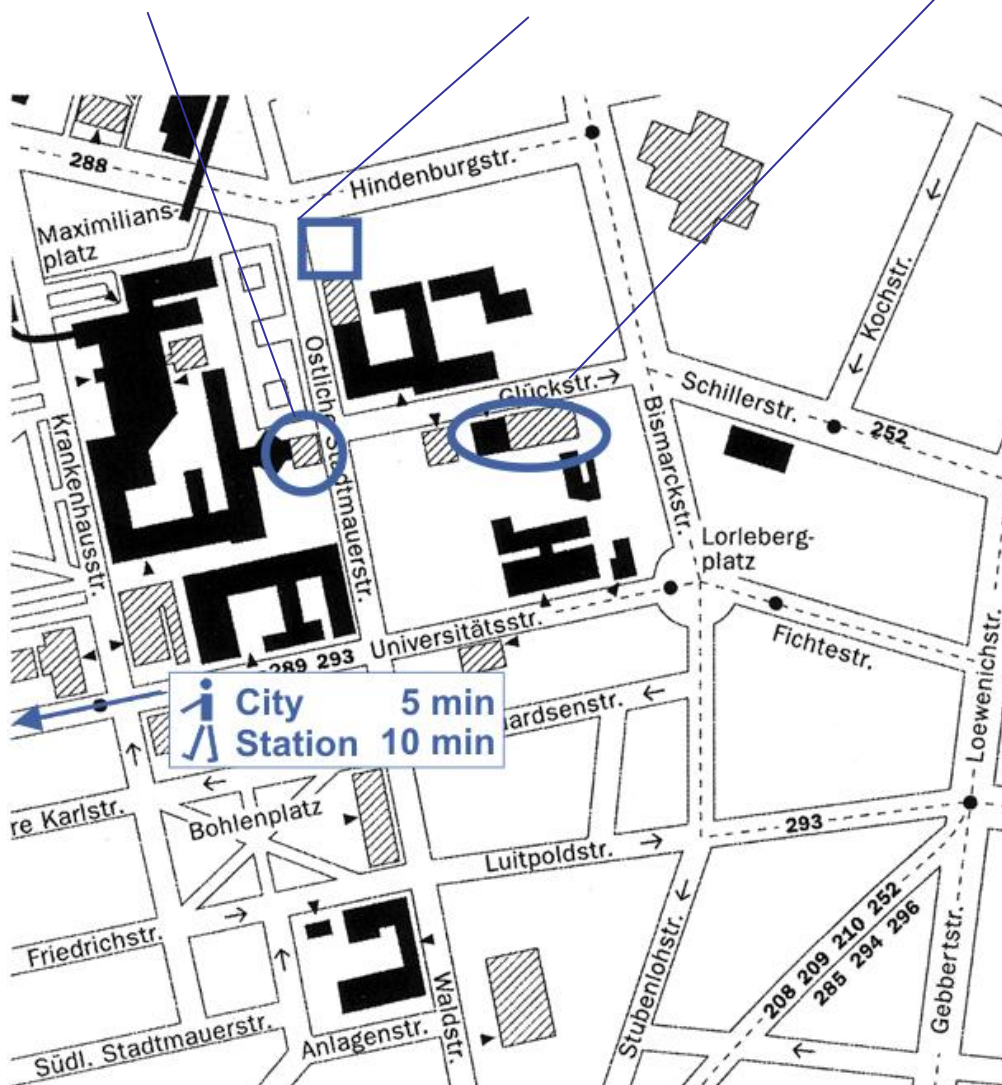 288
Hindenburgstr.
Maximilians-
platz
Kochstr.
Östliche Stadtmauerstr.
Glückstr.
Schillerstr.
252
Krankenhausstr.
Bismarckstr.
Lorleberg-
platz
Universitätsstr.
Fichtestr.
289 293
Loewenichstr.
City 5 min
Station 10 min
ardsenstr.
re Karlstr.
Bohlenplatz
293
Luitpoldstr.
Friedrichstr.
208 209 210 252
285 294 296
Stubenlohstr.
Gebbertstr.
Waldstr.
Südl. Stadtmauerstr.
Anlagenstr.